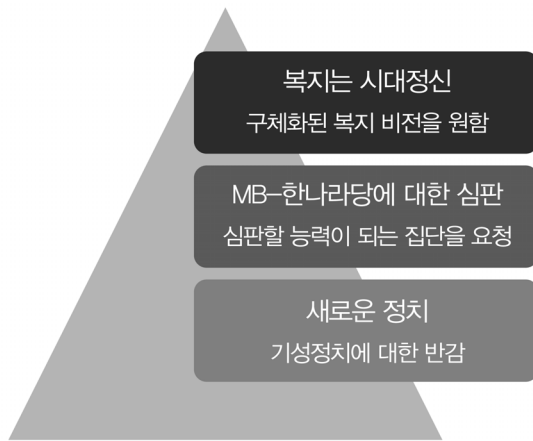 복지는 시대정신
구체화된 복지 비전을 원함
MB-한나라당에 대한 심판
심판할 능력이 되는 집단을 요청
새로운 정치
기성정치에 대한 반감